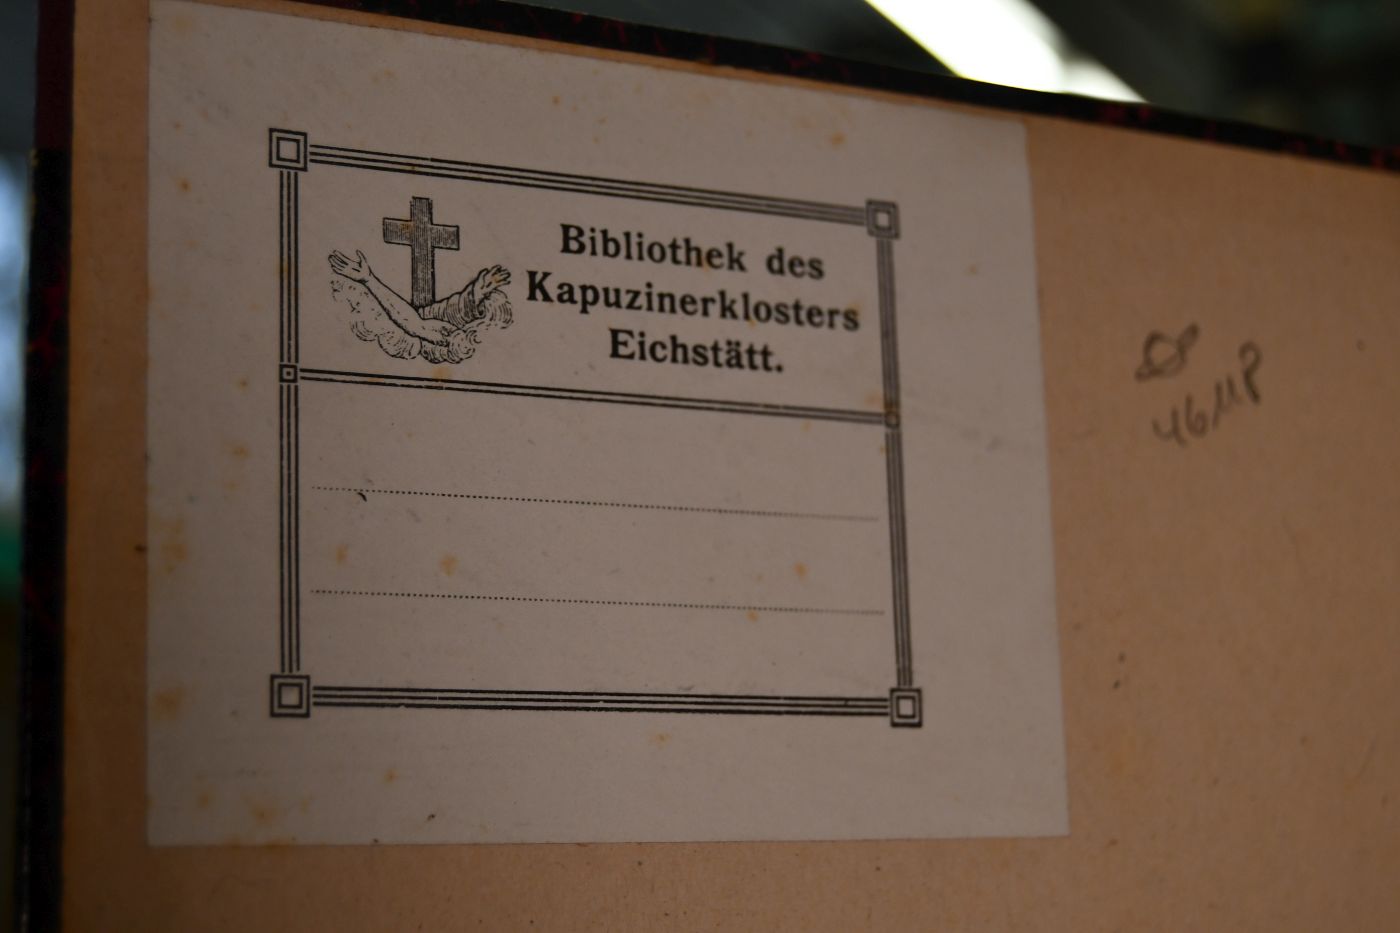 Bibliothek des
Kapuzinerklosters
Eichstätt.